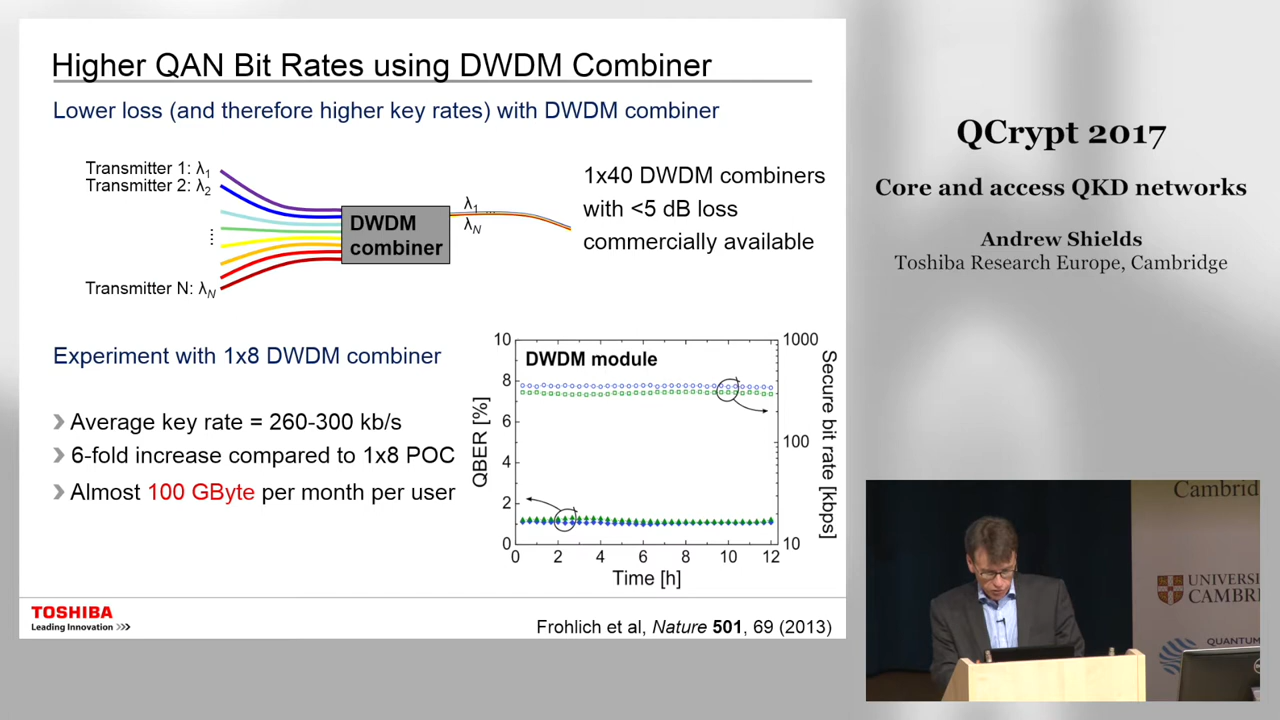 Higher QAN Bit Rates using DWDM Combiner
Lower loss (and therefore higher key rates) with DWDM combiner
Transmitter 1: λ1
Transmitter 2: λ2
Transmitter N: λN
DWDM
combiner
λ1 ...
λN
1x40 DWDM combiners
with <5 dB loss
commercially available
Experiment with 1x8 DWDM combiner
Average key rate = 260-300 kb/s
6-fold increase compared to 1x8 POC
Almost 100 GByte per month per user
DWDM module
QBER [%]
10
8
6
4
2
0
0 2 4 6 8 10 12
Time [h]
1000
100
10
Secure bit rate [kbps]
TOSHIBA
Leading Innovation >>>
Frohlich et al, Nature 501, 69 (2013)
QCrypt 2017
Core and access QKD networks
Andrew Shields
Toshiba Research Europe, Cambridge
Cambrid
UNIVERSI
CAMBRI
QUANTUM